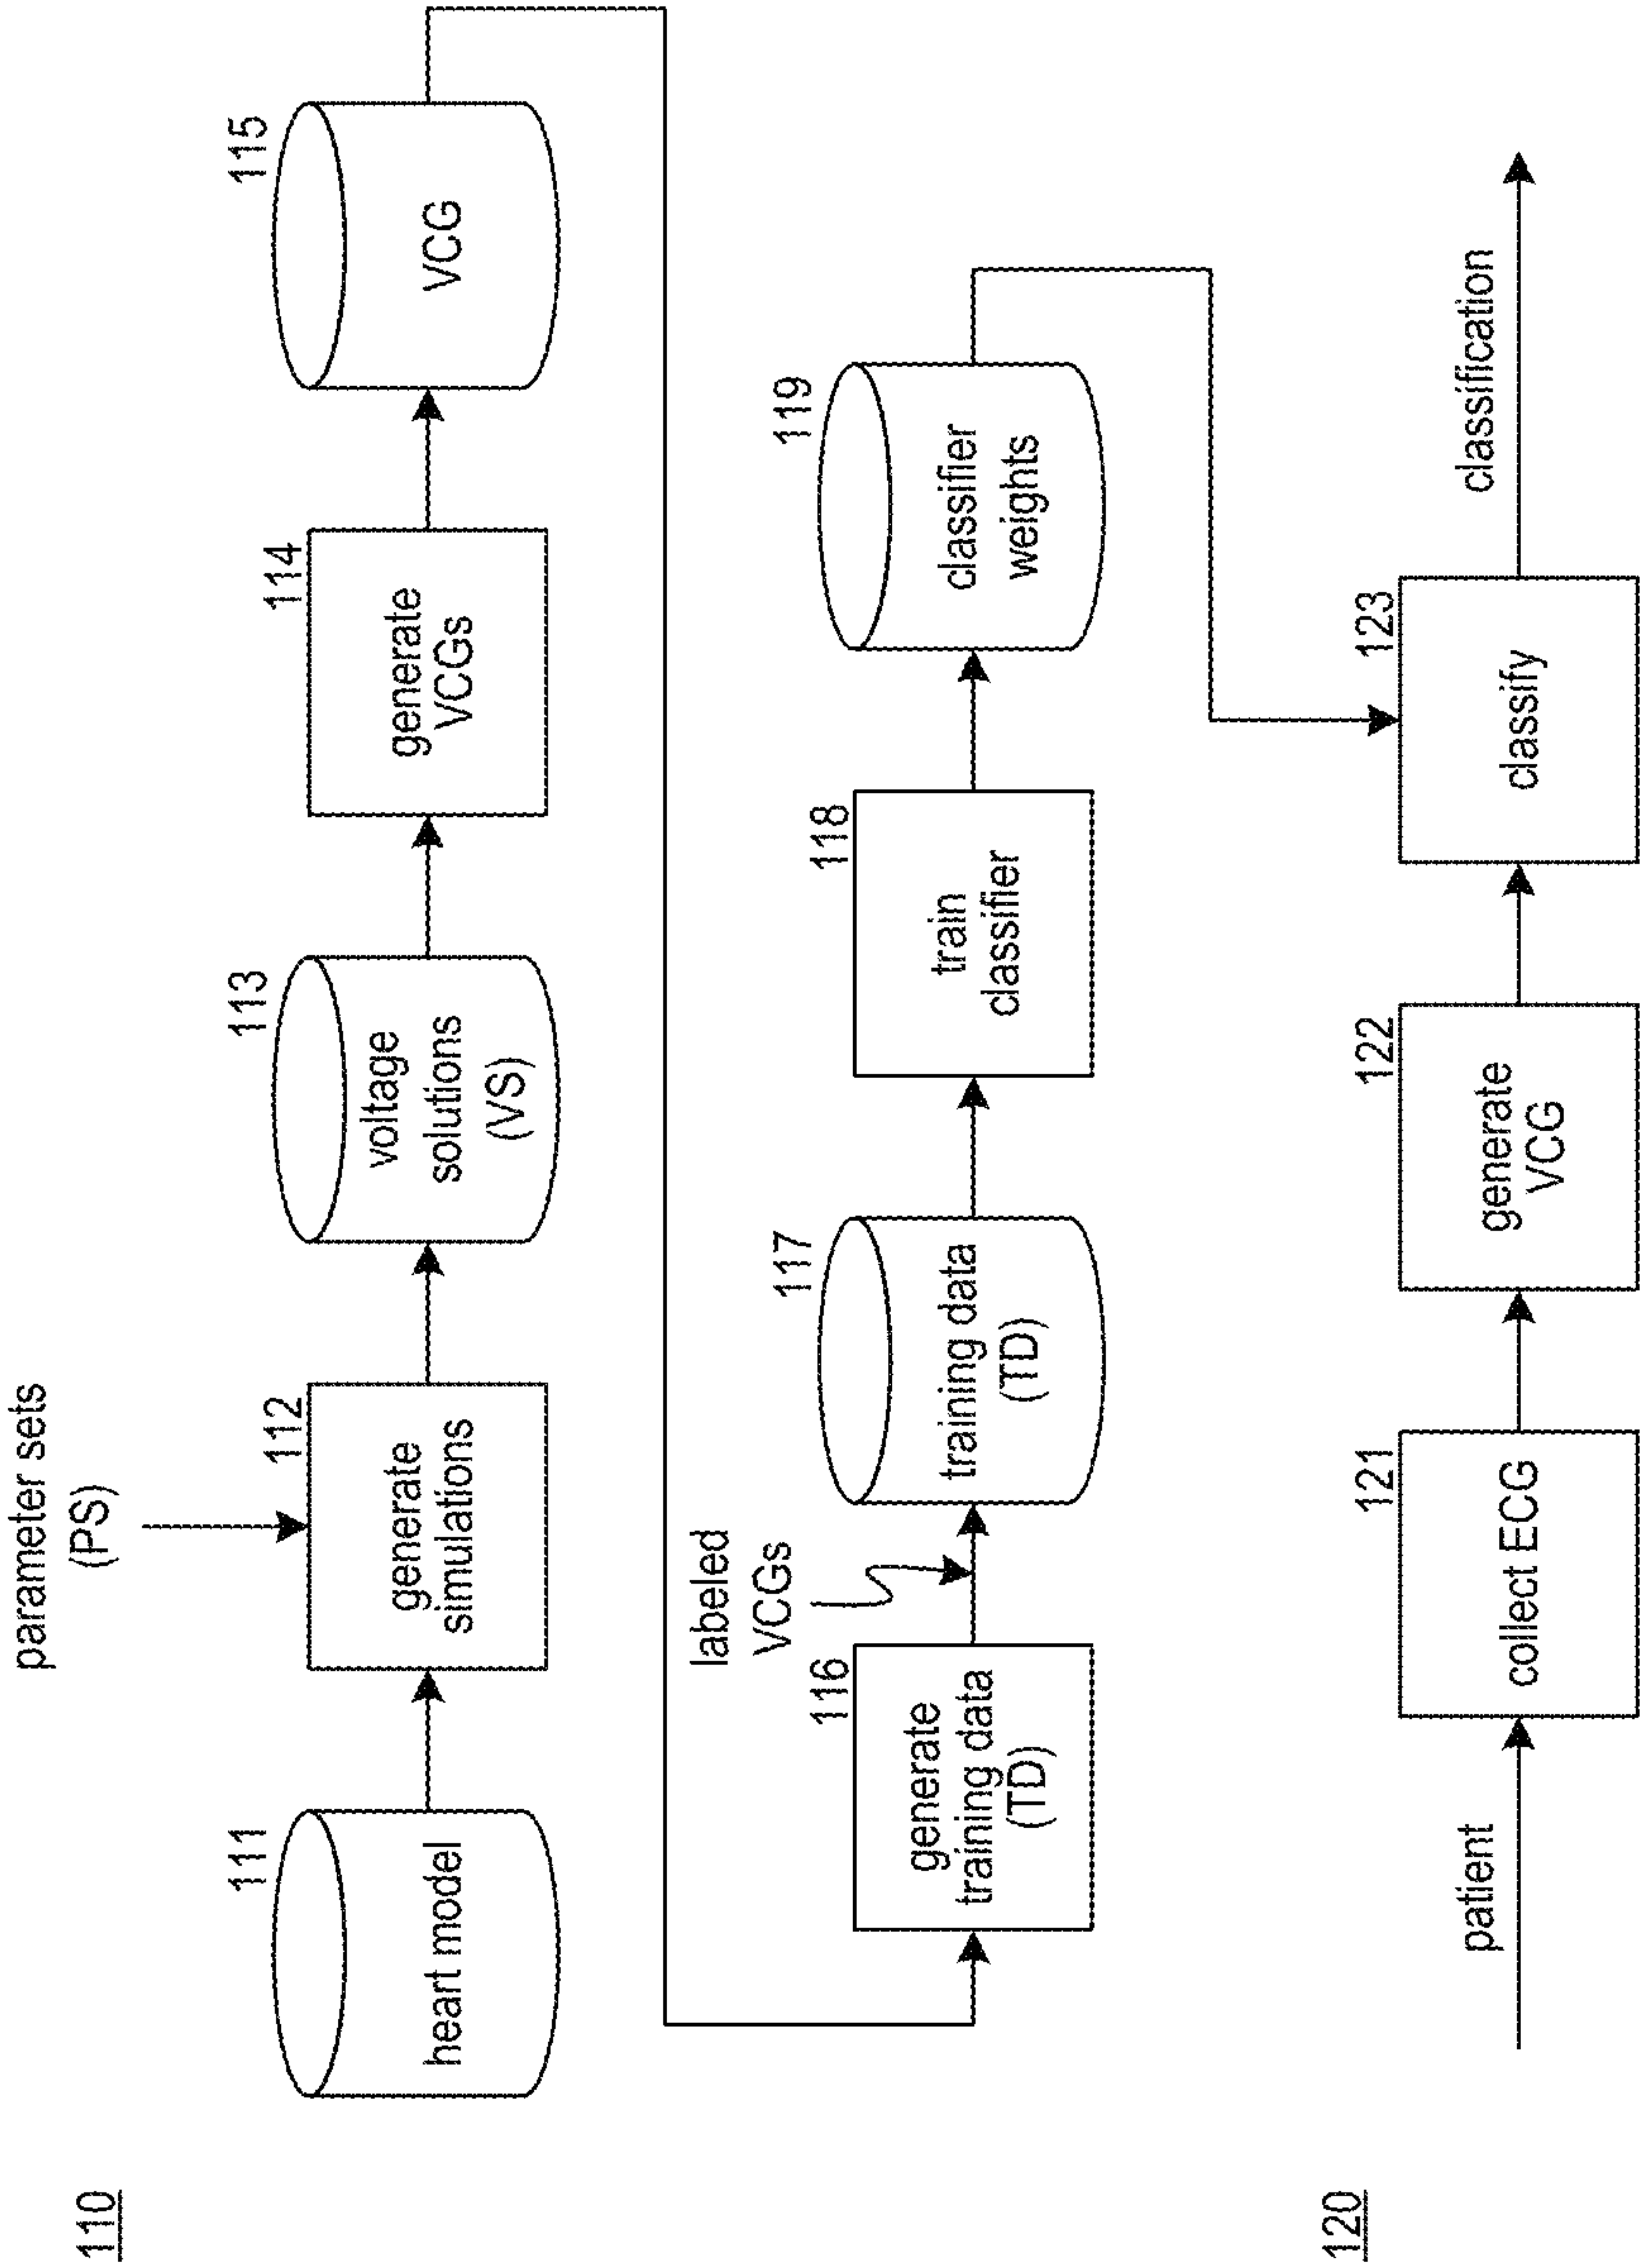 110
parameter sets
(PS)
111
heart model
112
generate
simulations
113
voltage
solutions
(VS)
114
generate
VCGs
115
VCG
116
generate
training data
(TD)
labeled
VCGs
117
training data
(TD)
118
train
classifier
119
classifier
weights
120
patient
121
collect ECG
122
generate
VCG
123
classify
classification